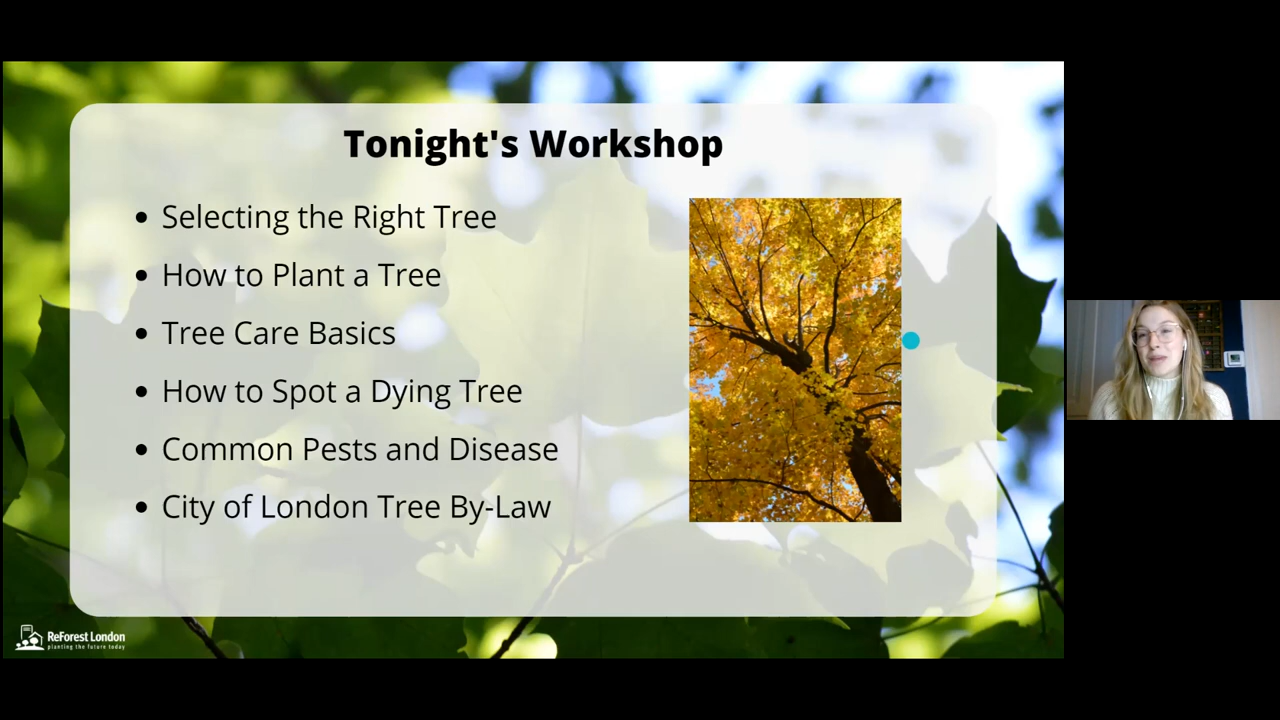 Tonight's Workshop
• Selecting the Right Tree
• How to Plant a Tree
• Tree Care Basics
• How to Spot a Dying Tree
• Common Pests and Disease
• City of London Tree By-Law
ReForest London
planting the future today